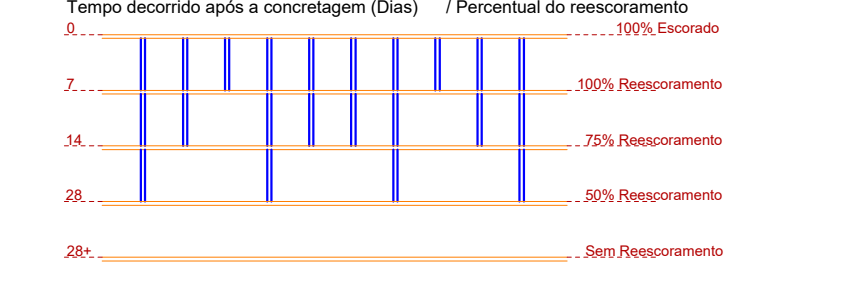 Tempo decorrido após a concretagem (Dias) / Percentual do reescoramento
0 100% Escorado
7 100% Reescoramento
14 75% Reescoramento
28 50% Reescoramento
28+ Sem Reescoramento